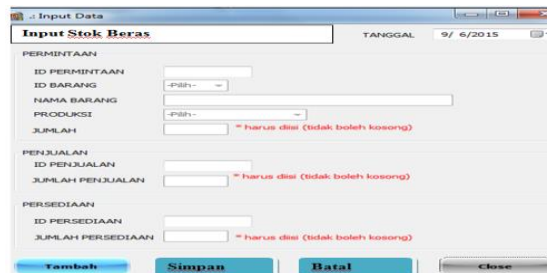 .: Input Data
Input Stok Beras
TANGGAL 9/ 6/2015
PERMINTAAN
ID PERMINTAAN
ID BARANG -Pilih-
NAMA BARANG
PRODUKSI -Pilih-
JUMLAH * harus diisi (tidak boleh kosong)
PENJUALAN
ID PENJUALAN
JUMLAH PENJUALAN * harus diisi (tidak boleh kosong)
PERSEDIAAN
ID PERSEDIAAN
JUMLAH PERSEDIAAN * harus diisi (tidak boleh kosong)
Tambah Simpan Batal Close